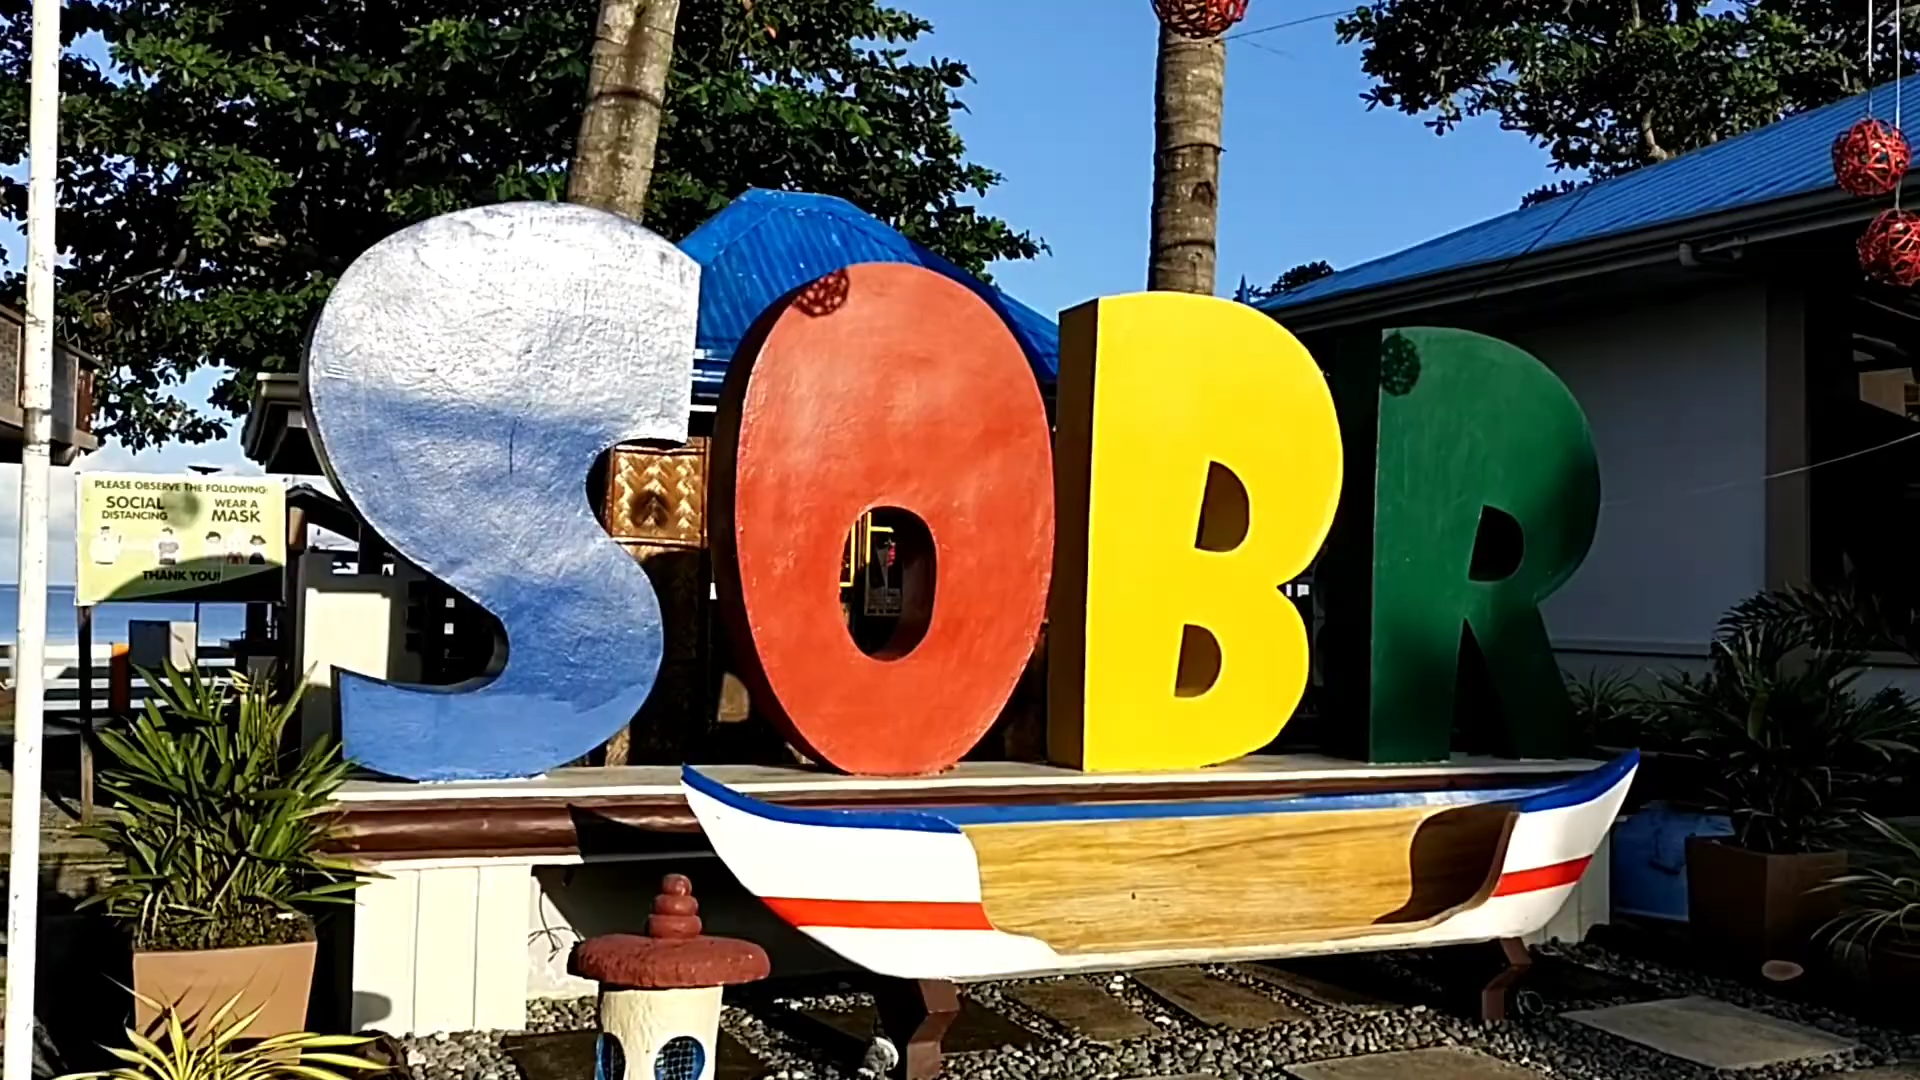 SOBR
PLEASE OBSERVE THE FOLLOWING:
SOCIAL DISTANCING
WEAR A MASK
THANK YOU!